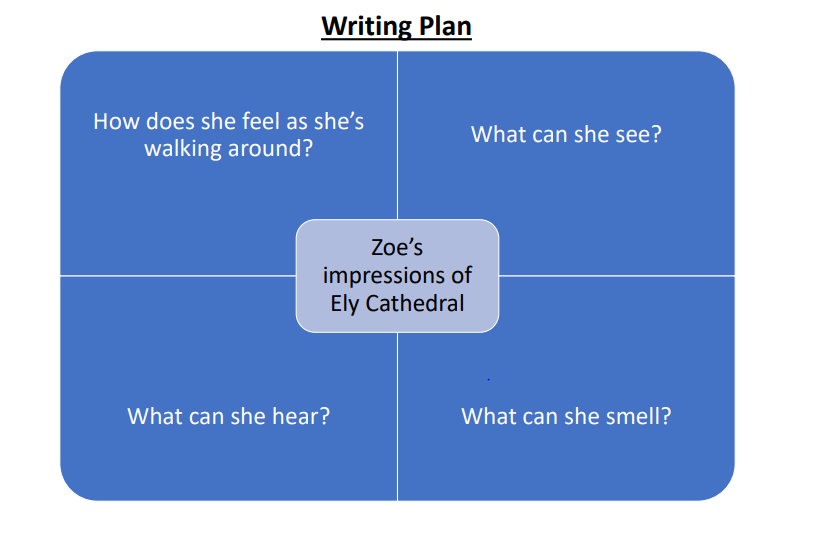 Writing Plan
How does she feel as she’s
walking around?
What can she see?
Zoe’s
impressions of
Ely Cathedral
What can she hear?
What can she smell?